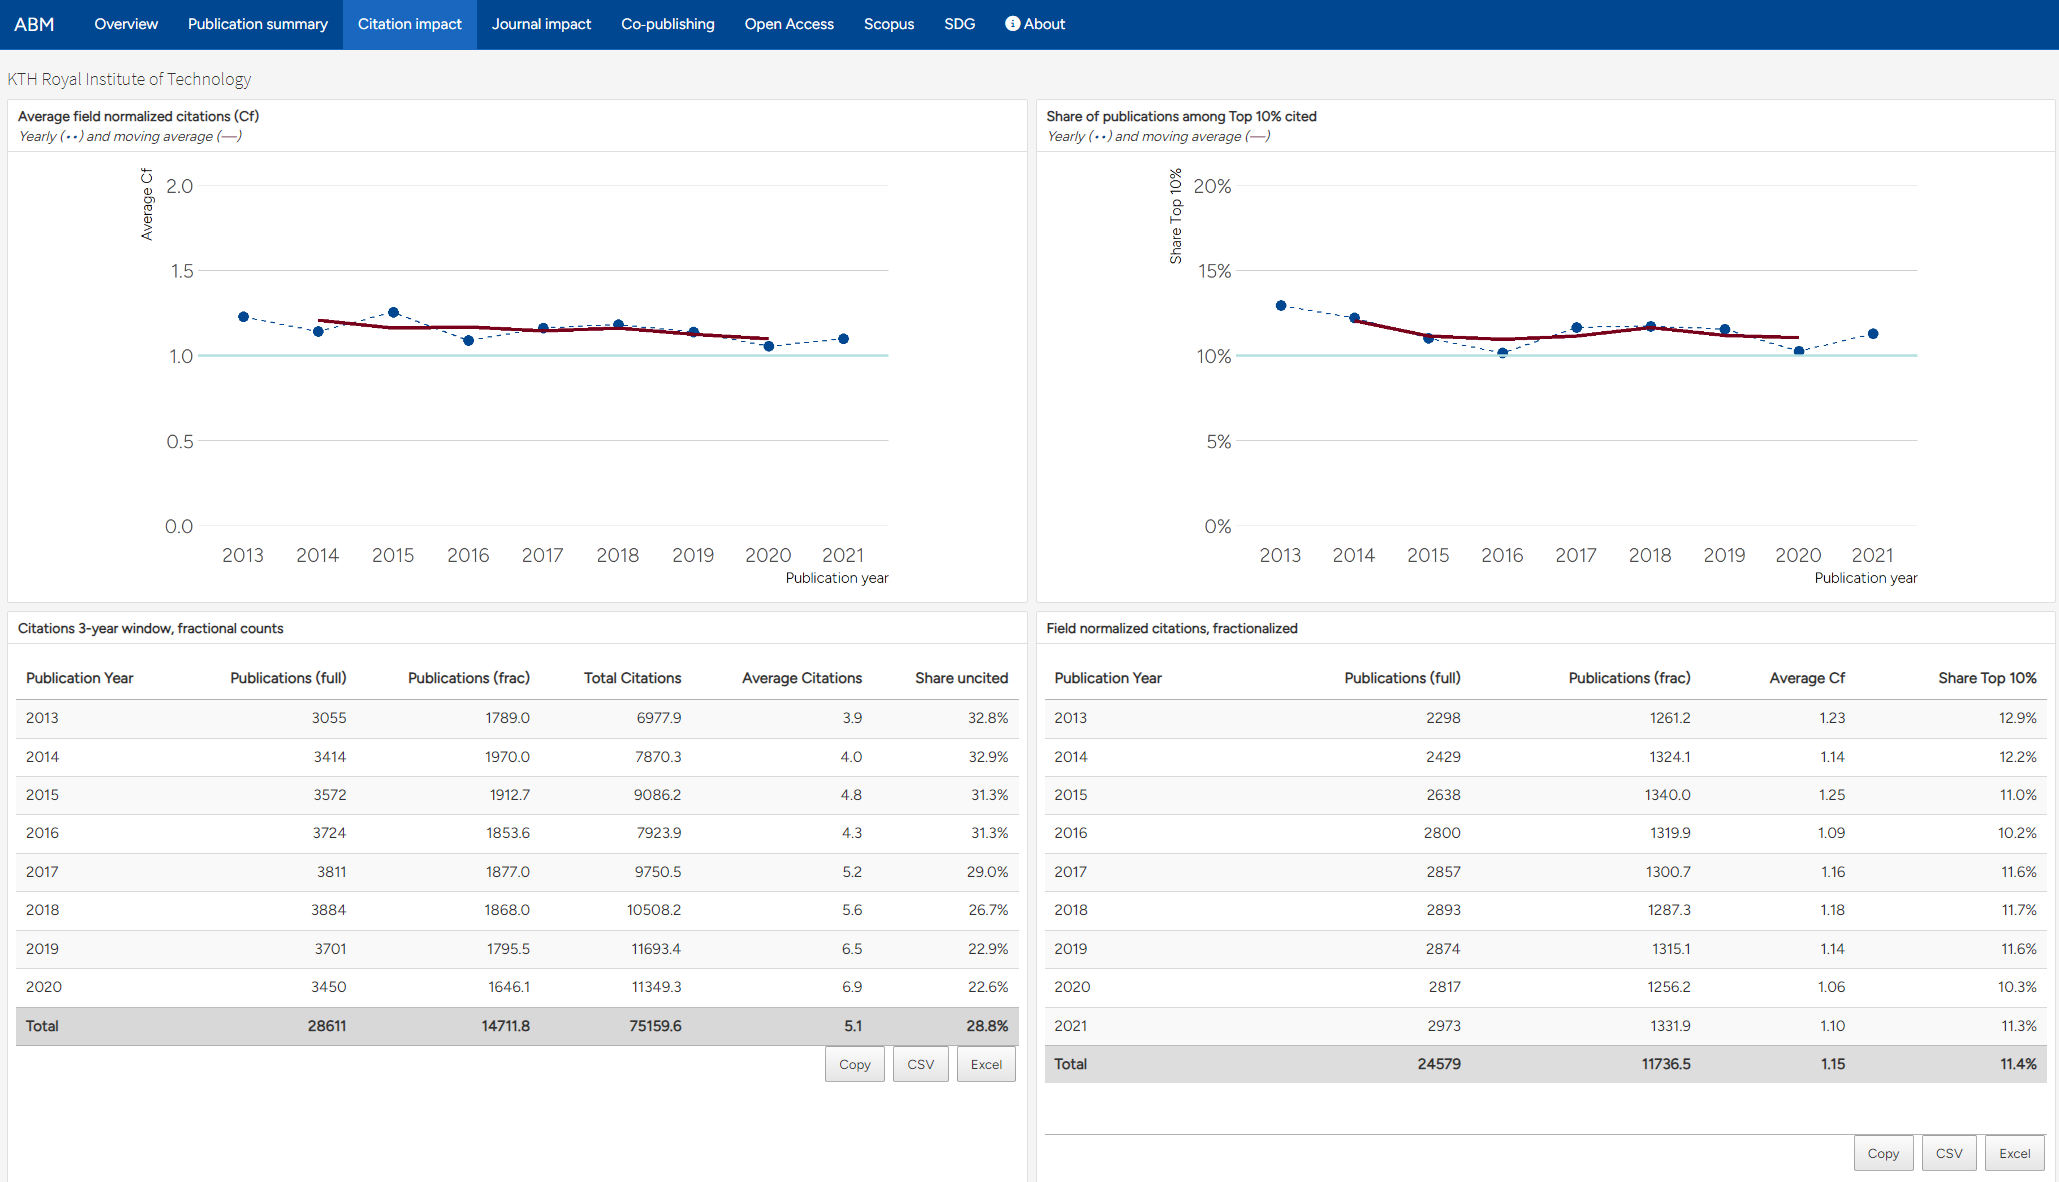 ABM Overview Publication summary Citation impact Journal impact Co-publishing Open Access Scopus SDG About
KTH Royal Institute of Technology
Average field normalized citations (Cf)
Yearly (••) and moving average (—)
Average Cf
2.0
1.5
1.0
0.5
0.0
2013 2014 2015 2016 2017 2018 2019 2020 2021
Publication year
Share of publications among Top 10% cited
Yearly (••) and moving average (—)
Share Top 10%
20%
15%
10%
5%
0%
2013 2014 2015 2016 2017 2018 2019 2020 2021
Publication year
Citations 3-year window, fractional counts
Publication Year Publications (full) Publications (frac) Total Citations Average Citations Share uncited
2013 3055 1789.0 6977.9 3.9 32.8%
2014 3414 1970.0 7870.3 4.0 32.9%
2015 3572 1912.7 9086.2 4.8 31.3%
2016 3724 1853.6 7923.9 4.3 31.3%
2017 3811 1877.0 9750.5 5.2 29.0%
2018 3884 1868.0 10508.2 5.6 26.7%
2019 3701 1795.5 11693.4 6.5 22.9%
2020 3450 1646.1 11349.3 6.9 22.6%
Total 28611 14711.8 75159.6 5.1 28.8%
Copy CSV Excel
Field normalized citations, fractionalized
Publication Year Publications (full) Publications (frac) Average Cf Share Top 10%
2013 2298 1261.2 1.23 12.9%
2014 2429 1324.1 1.14 12.2%
2015 2638 1340.0 1.25 11.0%
2016 2800 1319.9 1.09 10.2%
2017 2857 1300.7 1.16 11.6%
2018 2893 1287.3 1.18 11.7%
2019 2874 1315.1 1.14 11.6%
2020 2817 1256.2 1.06 10.3%
2021 2973 1331.9 1.10 11.3%
Total 24579 11736.5 1.15 11.4%
Copy CSV Excel